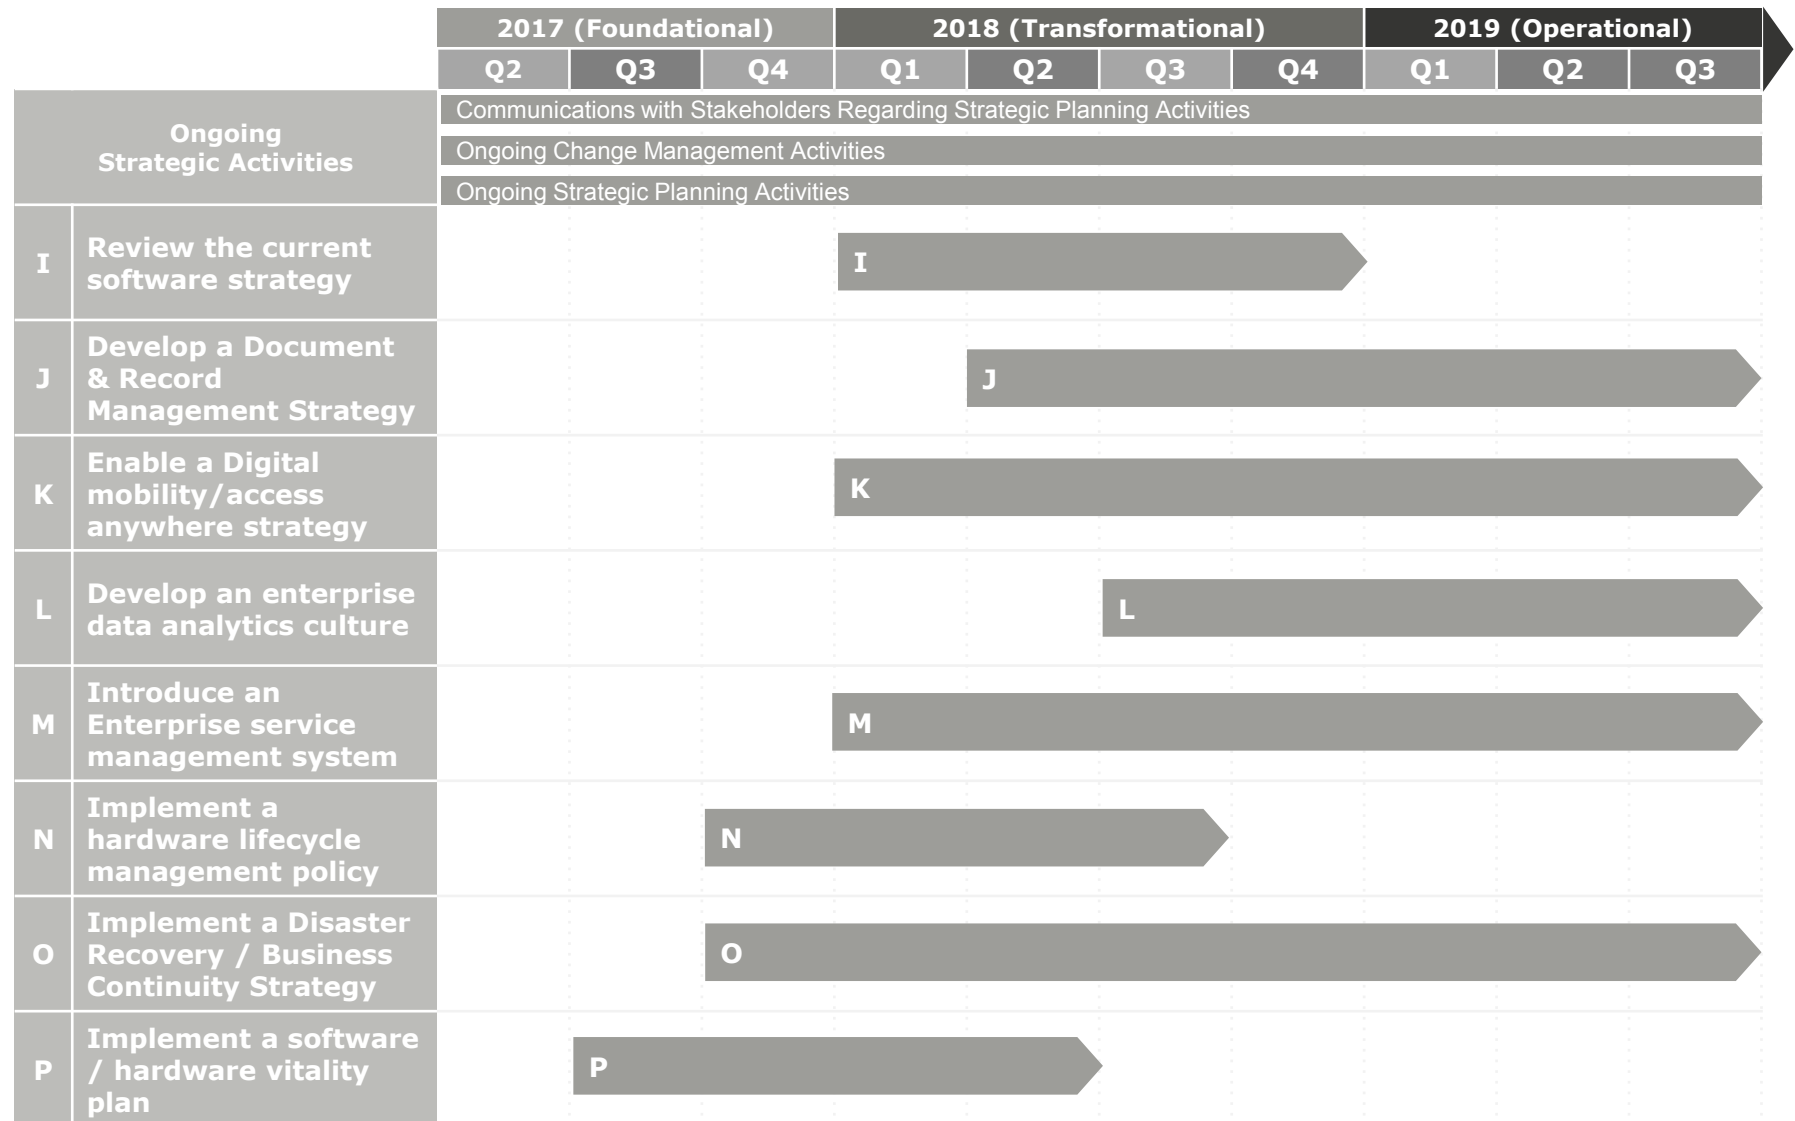 2017 (Foundational) 2018 (Transformational) 2019 (Operational)
Q2 Q3 Q4 Q1 Q2 Q3 Q4 Q1 Q2 Q3
Ongoing
Strategic Activities
Communications with Stakeholders Regarding Strategic Planning Activities
Ongoing Change Management Activities
Ongoing Strategic Planning Activities
I
Review the current
software strategy
I
J
Develop a Document
& Record
Management Strategy
J
K
Enable a Digital
mobility/access
anywhere strategy
K
L
Develop an enterprise
data analytics culture
L
M
Introduce an
Enterprise service
management system
M
N
Implement a
hardware lifecycle
management policy
N
O
Implement a Disaster
Recovery / Business
Continuity Strategy
O
P
Implement a software
/ hardware vitality
plan
P